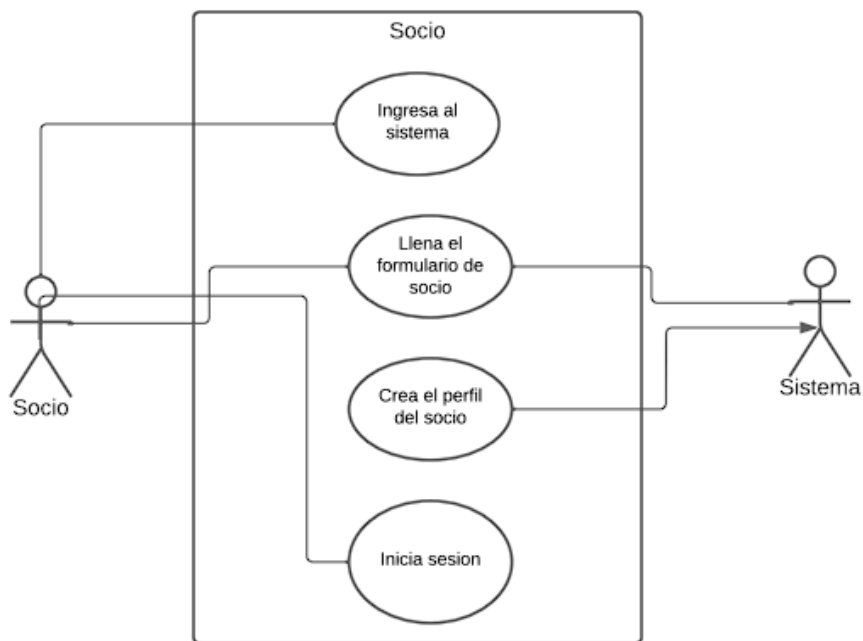 Socio
Ingresa al
sistema
Llena el
formulario de
socio
Socio
Sistema
Crea el perfil
del socio
Inicia sesion